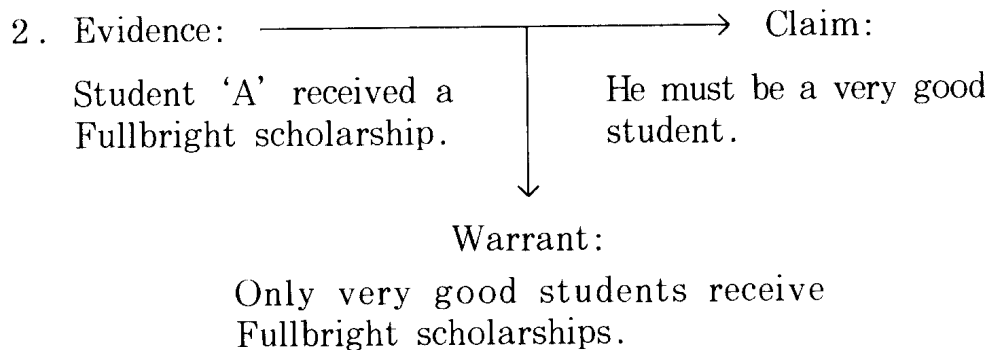 2. Evidence: Claim:
Student ‘A’ received a He must be a very good
Fullbright scholarship. student.
Warrant:
Only very good students receive
Fullbright scholarships.